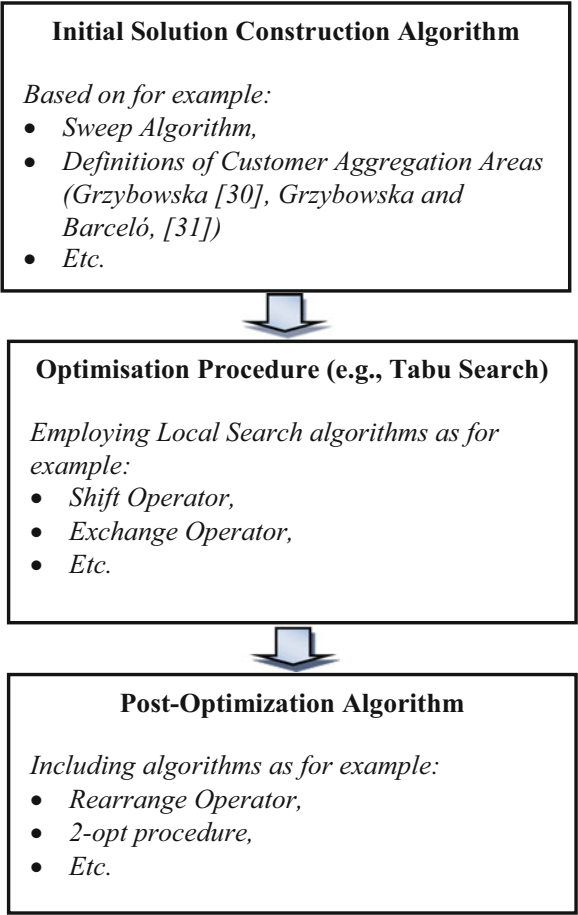 Initial Solution Construction Algorithm
Based on for example:
• Sweep Algorithm,
• Definitions of Customer Aggregation Areas
(Grzybowska [30], Grzybowska and
Barceló, [31])
• Etc.
Optimisation Procedure (e.g., Tabu Search)
Employing Local Search algorithms as for
example:
• Shift Operator,
• Exchange Operator,
• Etc.
Post-Optimization Algorithm
Including algorithms as for example:
• Rearrange Operator,
• 2-opt procedure,
• Etc.